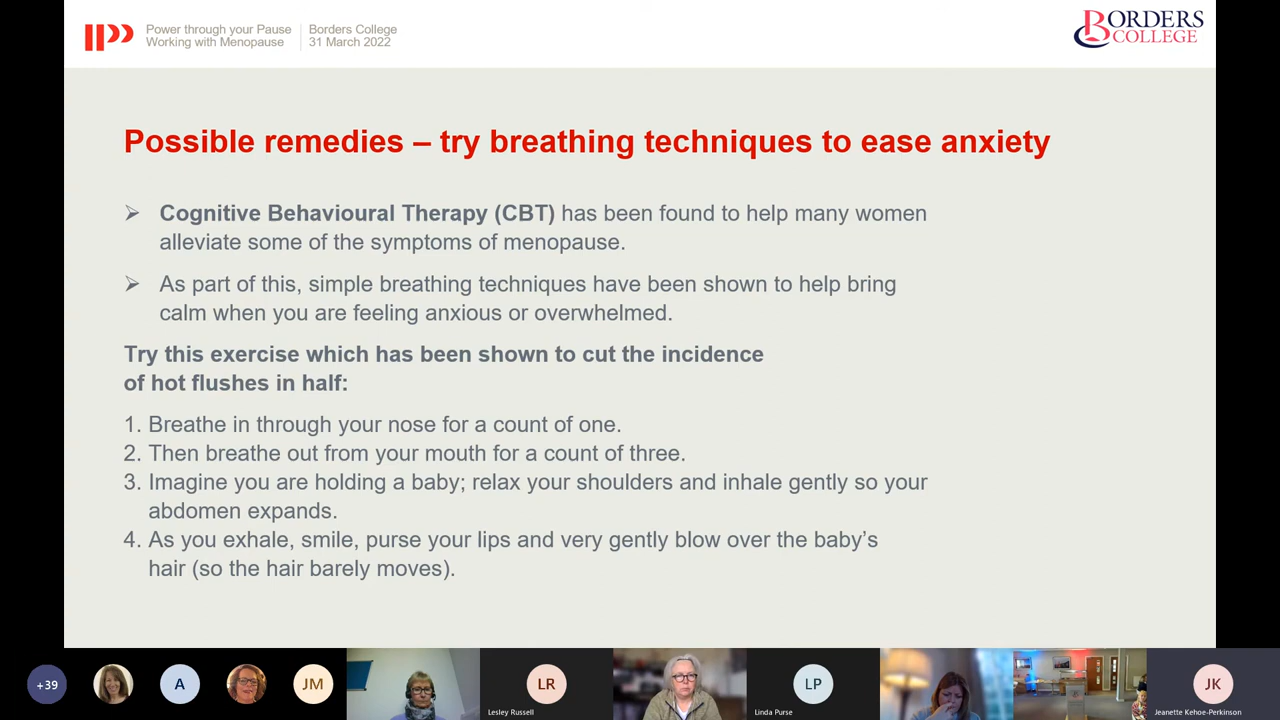 Power through your Pause
Working with Menopause
Borders College
31 March 2022
BORDERS
COLLEGE
Possible remedies – try breathing techniques to ease anxiety
➢ Cognitive Behavioural Therapy (CBT) has been found to help many women
alleviate some of the symptoms of menopause.
➢ As part of this, simple breathing techniques have been shown to help bring
calm when you are feeling anxious or overwhelmed.
Try this exercise which has been shown to cut the incidence
of hot flushes in half:
1. Breathe in through your nose for a count of one.
2. Then breathe out from your mouth for a count of three.
3. Imagine you are holding a baby; relax your shoulders and inhale gently so your
abdomen expands.
4. As you exhale, smile, purse your lips and very gently blow over the baby’s
hair (so the hair barely moves).
+39
A
JM
LR
Lesley Russell
LP
Linda Purse
JK
Jeanette Kehoe-Perkinson